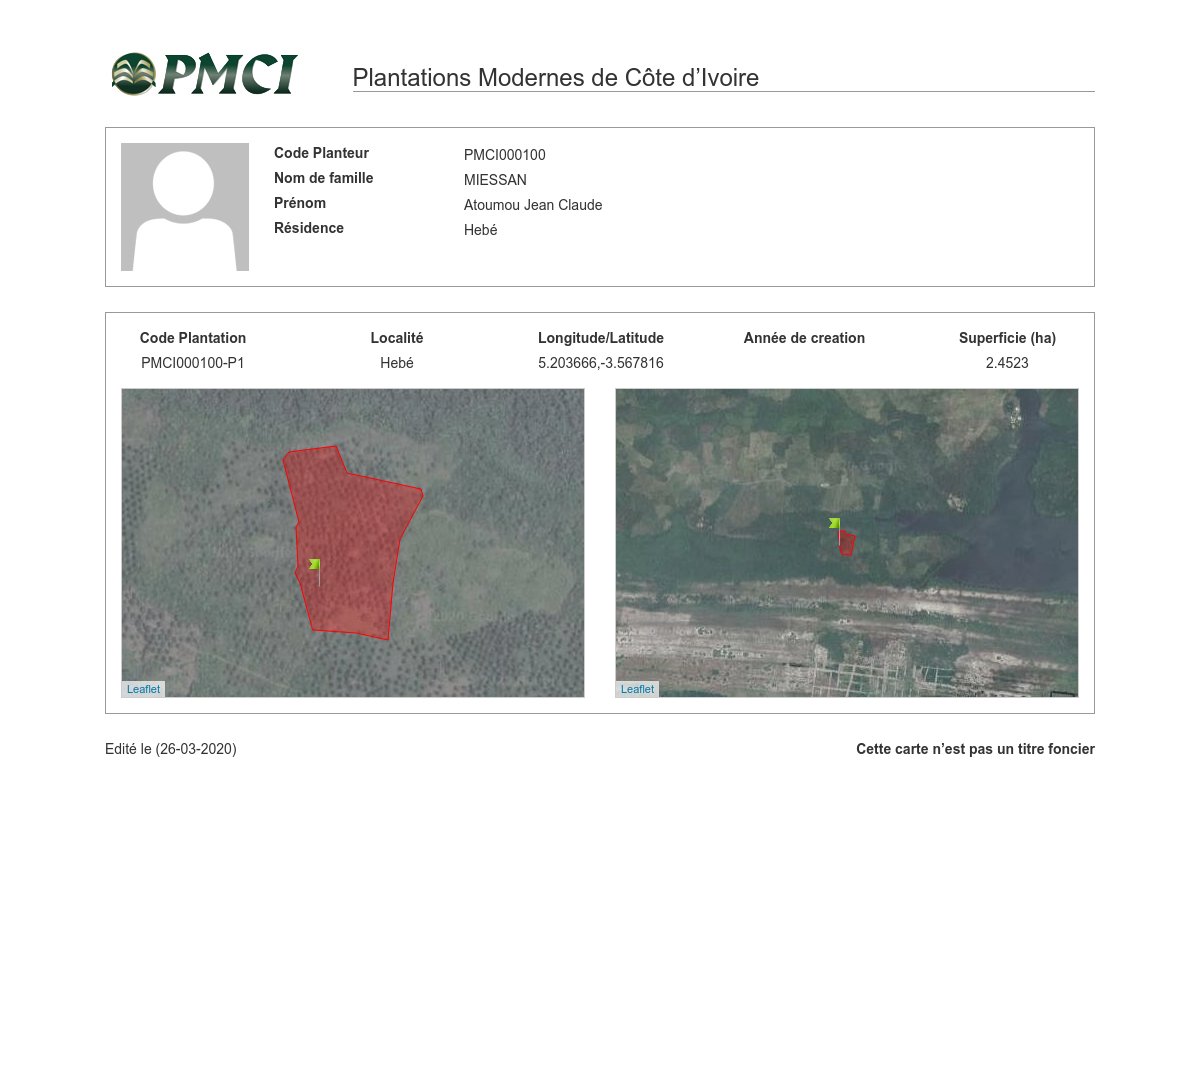 PMCI
Plantations Modernes de Côte d’Ivoire
Code Planteur PMCI000100
Nom de famille MIESSAN
Prénom Atoumou Jean Claude
Résidence Hebé
Code Plantation Localité Longitude/Latitude Année de creation Superficie (ha)
PMCI000100-P1 Hebé 5.203666,-3.567816 2.4523
Leaflet Leaflet
Edité le (26-03-2020) Cette carte n’est pas un titre foncier